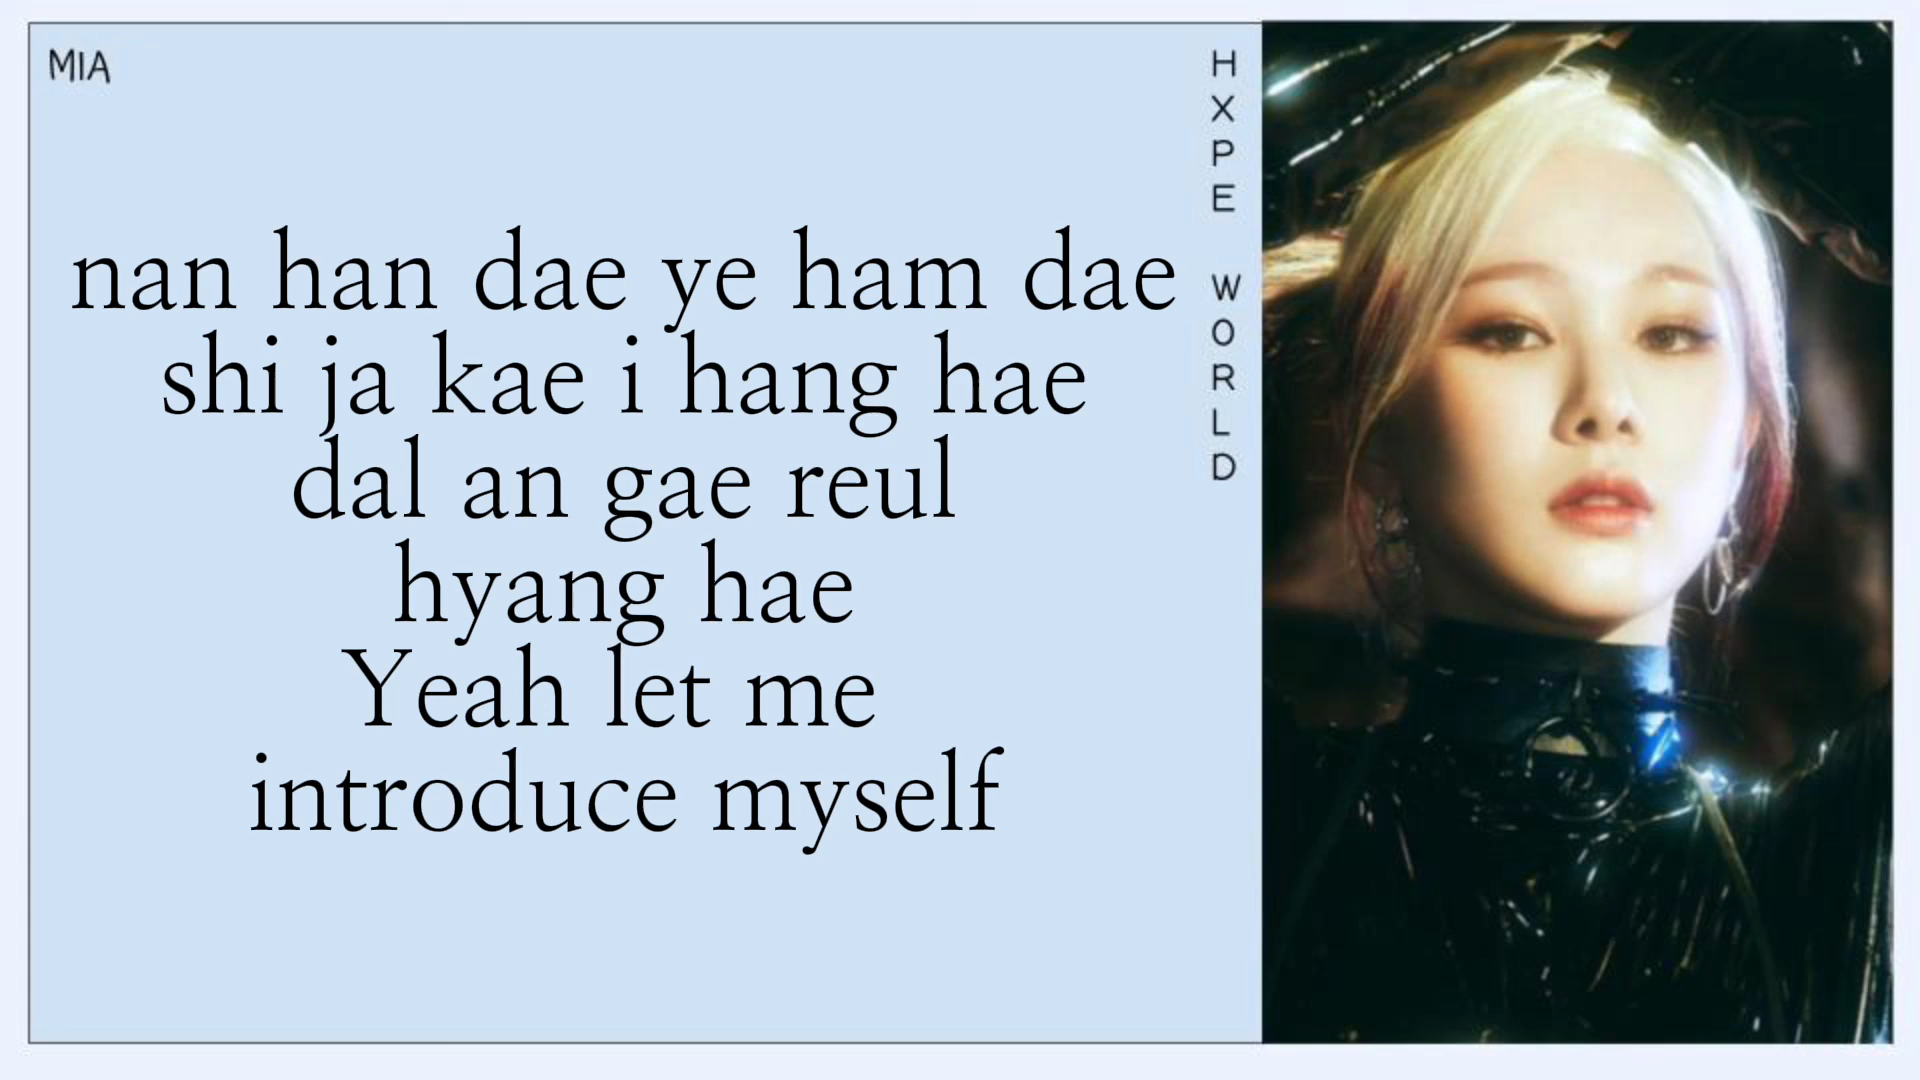 MIA
nan han dae ye ham dae
shi ja kae i hang hae
dal an gae reul
hyang hae
Yeah let me
introduce myself
HXPE WORLD